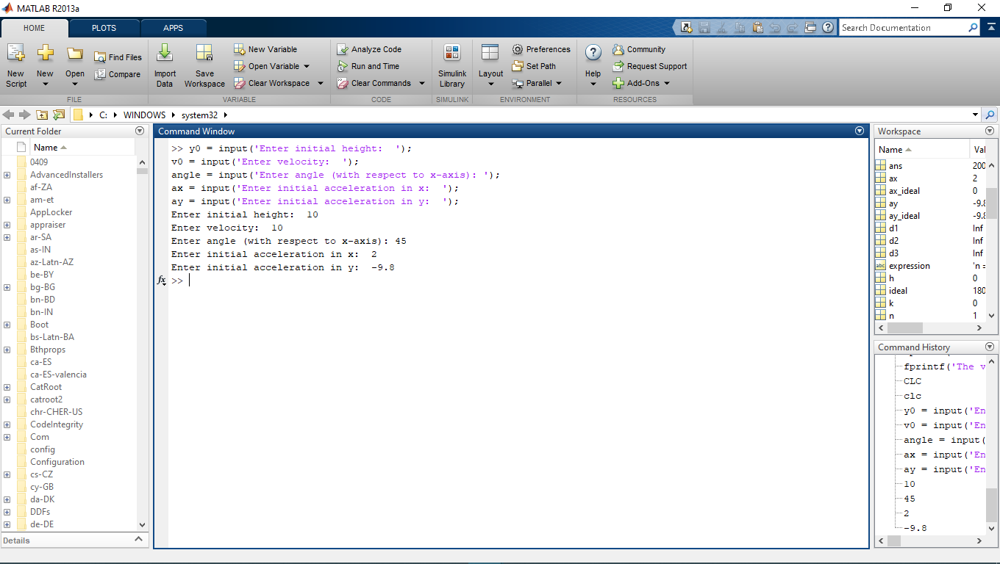 MATLAB R2013a
HOME
PLOTS
APPS
Search Documentation
New Script
New
Open
Find Files
Compare
Import Data
Save Workspace
New Variable
Open Variable
Clear Workspace
Analyze Code
Run and Time
Clear Commands
Simulink Library
Layout
Preferences
Set Path
Parallel
Help
Community
Request Support
Add-Ons
FILE
VARIABLE
CODE
SIMULINK
ENVIRONMENT
RESOURCES
C: WINDOWS system32
Current Folder
Name
0409
AdvancedInstallers
af-ZA
am-et
AppLocker
appraiser
ar-SA
as-IN
az-Latn-AZ
be-BY
bg-BG
bn-BD
bn-IN
Boot
bs-Latn-BA
Bthprops
ca-ES
ca-ES-valencia
CatRoot
catroot2
chr-CHER-US
CodeIntegrity
Com
config
Configuration
cs-CZ
cy-GB
da-DK
DDFs
de-DE
Details
Command Window
>> y0 = input('Enter initial height:  ');
v0 = input('Enter velocity:  ');
angle = input('Enter angle (with respect to x-axis): ');
ax = input('Enter initial acceleration in x:  ');
ay = input('Enter initial acceleration in y:  ');
Enter initial height:  10
Enter velocity:  10
Enter angle (with respect to x-axis): 45
Enter initial acceleration in x:  2
Enter initial acceleration in y:  -9.8
fx >>
Workspace
Name Val
ans 200
ax 2
ax_ideal 0
ay -9.8
ay_ideal -9.8
d1 Inf
d2 Inf
d3 Inf
abc expression 'n =
h 0
ideal 180
k 0
n 1
Command History
fprintf('The v
CLC
clc
y0 = input('En
v0 = input('En
angle = input(
ax = input('En
ay = input('En
10
45
2
-9.8